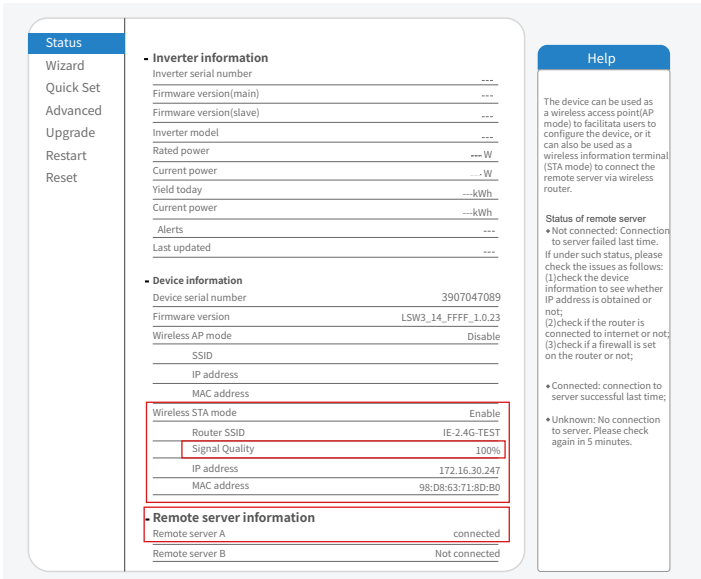 Status
Wizard
Quick Set
Advanced
Upgrade
Restart
Reset
- Inverter information
Inverter serial number ---
Firmware version(main) ---
Firmware version(slave) ---
Inverter model ---
Rated power --- W
Current power --- W
Yield today ---kWh
Current power ---kWh
Alerts ---
Last updated ---
- Device information
Device serial number 3907047089
Firmware version LSW3_14_FFFF_1.0.23
Wireless AP mode Disable
SSID
IP address
MAC address
Wireless STA mode Enable
Router SSID IE-2.4G-TEST
Signal Quality 100%
IP address 172.16.30.247
MAC address 98:D8:63:71:8D:B0
- Remote server information
Remote server A connected
Remote server B Not connected
Help
The device can be used as
a wireless access point(AP
mode) to facilitata users to
configure the device, or it
can also be used as a
wireless information terminal
(STA mode) to connect the
remote server via wireless
router.
Status of remote server
◆Not connected: Connection
to server failed last time.
If under such status, please
check the issues as follows:
(1)check the device
information to see whether
IP address is obtained or
not;
(2)check if the router is
connected to internet or not;
(3)check if a firewall is set
on the router or not;
◆Connected: connection to
server successful last time;
◆Unknown: No connection
to server. Please check
again in 5 minutes.